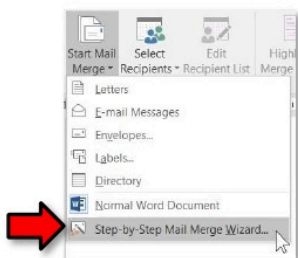 Start Mail Merge
Select Recipients
Edit Recipient List
Highl
Merge
Letters
E-mail Messages
Envelopes...
Labels...
Directory
Normal Word Document
Step-by-Step Mail Merge Wizard...